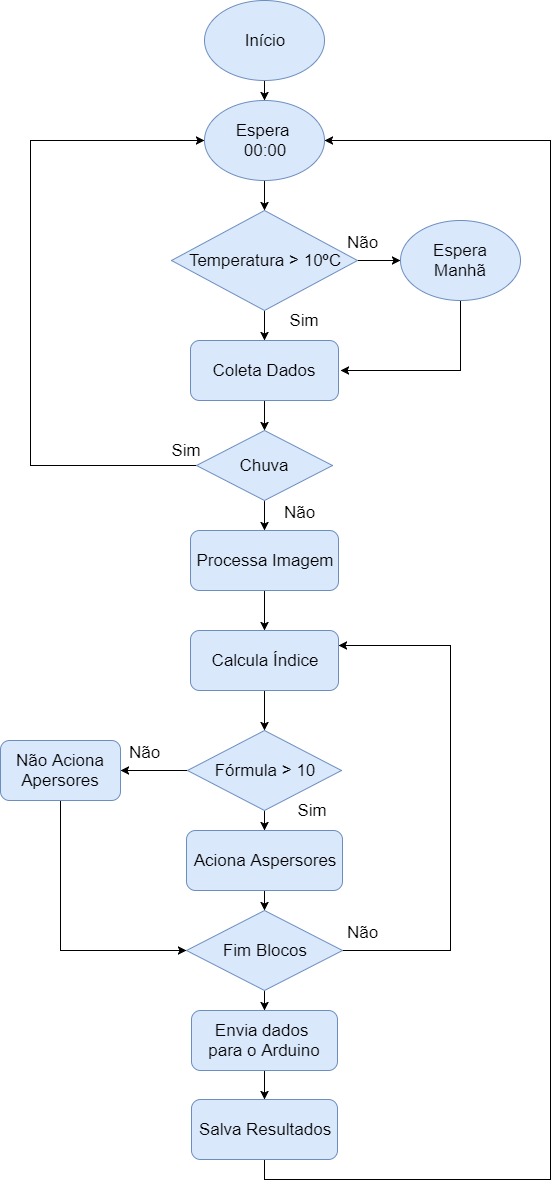 Início
Espera
00:00
Temperatura > 10ºC
Não
Espera
Manhã
Sim
Coleta Dados
Sim
Chuva
Não
Processa Imagem
Calcula Índice
Não Aciona
Apersores
Não
Fórmula > 10
Sim
Aciona Aspersores
Não
Fim Blocos
Envia dados
para o Arduino
Salva Resultados